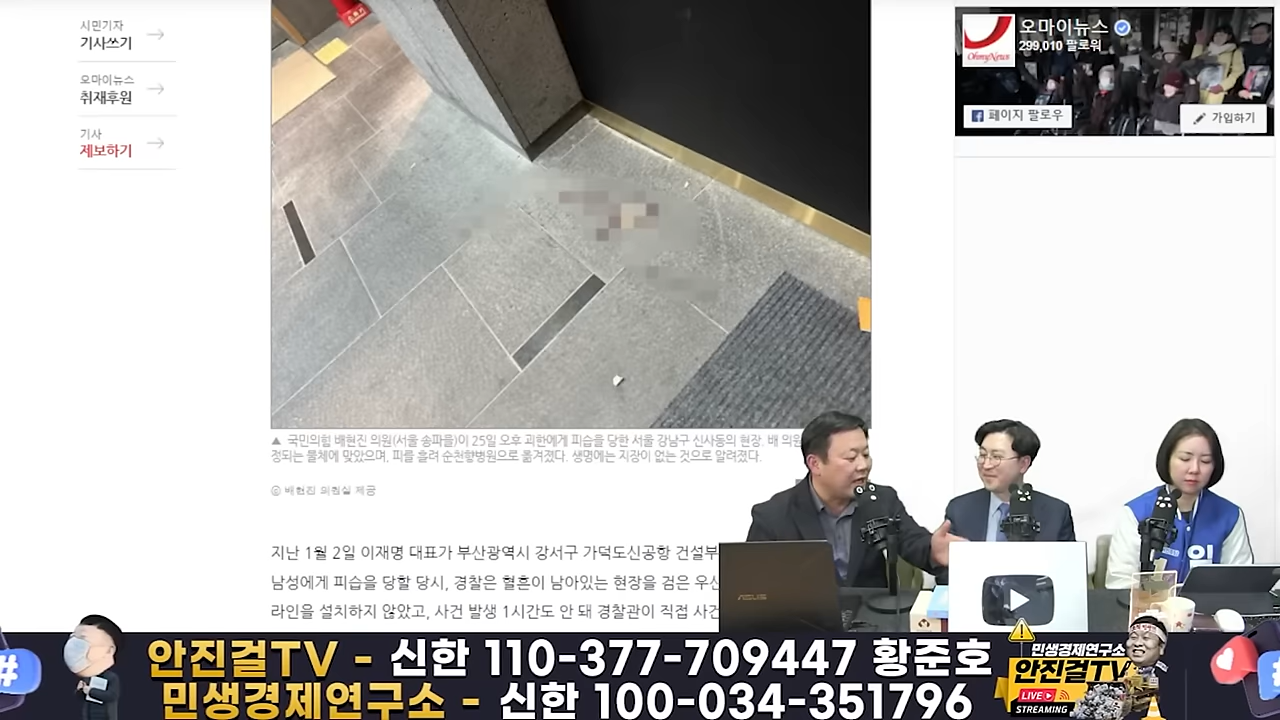 시민기자
기사쓰기
오마이뉴스
취재후원
기사
제보하기
오마이뉴스
299,010 팔로워
OhmyNews
페이지 팔로우
가입하기
▲ 국민의힘 배현진 의원(서울 송파을)이 25일 오후 괴한에게 피습을 당한 서울 강남구 신사동의 현장. 배 의원
정되는 물체에 맞았으며, 피를 흘려 순천향병원으로 옮겨졌다. 생명에는 지장이 없는 것으로 알려졌다.
ⓒ 배현진 의원실 제공
지난 1월 2일 이재명 대표가 부산광역시 강서구 가덕도신공항 건설부
남성에게 피습을 당할 당시, 경찰은 혈흔이 남아있는 현장을 검은 우산
라인을 설치하지 않았고, 사건 발생 1시간도 안 돼 경찰관이 직접 사건
ASUS
안진걸TV - 신한 110-377-709447 황준호
민생경제연구소 - 신한 100-034-351796
민생경제연구소
안진걸TV
LIVE
STREAMING